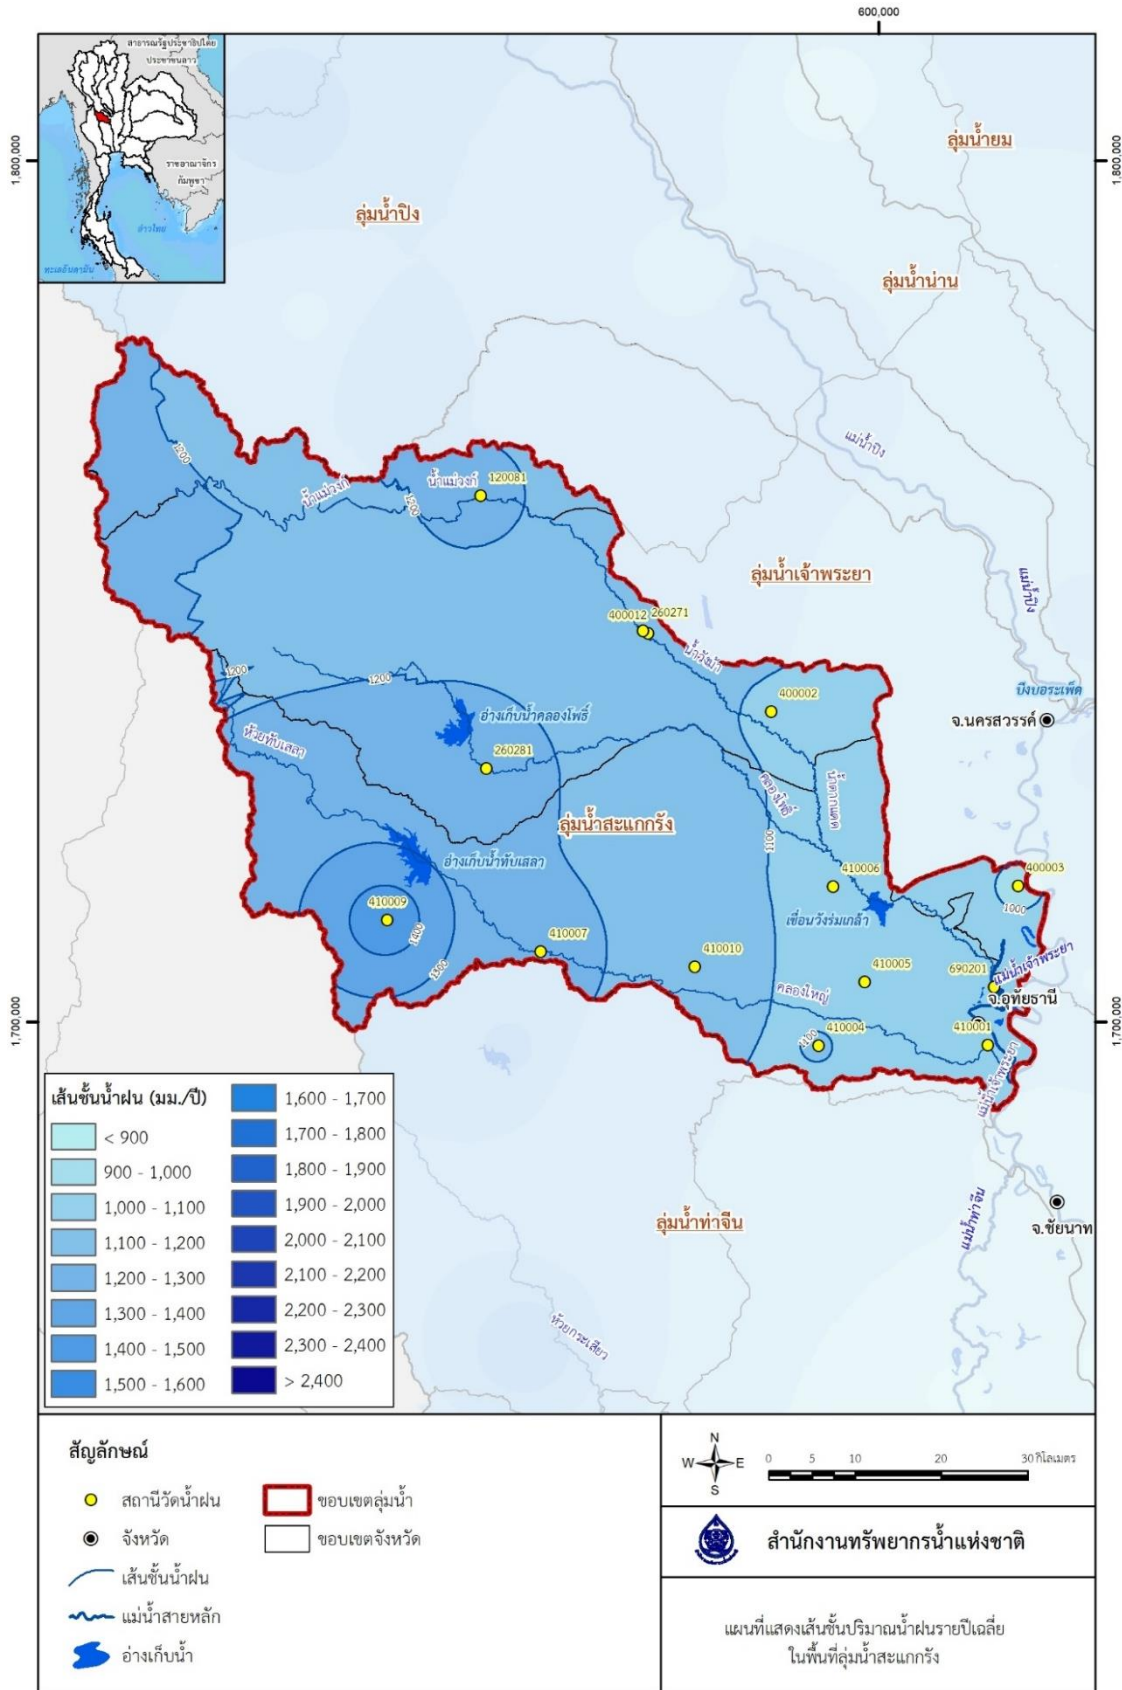 600,000
สาธารณรัฐประชาธิปไตย
ประชาชนลาว
ราชอาณาจักร
กัมพูชา
อ่าวไทย
ทะเลอันดามัน
1,800,000
1,800,000
ลุ่มน้ำยม
ลุ่มน้ำปิง
ลุ่มน้ำน่าน
แม่น้ำปิง
1200
น้ำแม่วงก์
น้ำแม่วงก์
120081
1200
ลุ่มน้ำเจ้าพระยา
แม่น้ำปิง
400012
260271
น้ำวังม้า
1200
1200
400002
บึงบอระเพ็ด
จ.นครสวรรค์
อ่างเก็บน้ำคลองโพธิ์
ห้วยทับเสลา
260281
คลองโพธิ์
น้ำตากแดด
ลุ่มน้ำสะแกกรัง
1100
อ่างเก็บน้ำทับเสลา
410006
400003
410009
1000
เขื่อนวังร่มเกล้า
1400
1300
410007
410010
410005
690201
แม่น้ำเจ้าพระยา
คลองใหญ่
จ.อุทัยธานี
1,700,000
1,700,000
410004
1100
410001
แม่น้ำเจ้าพระยา
เส้นชั้นน้ำฝน (มม./ปี)
< 900
900 - 1,000
1,000 - 1,100
1,100 - 1,200
1,200 - 1,300
1,300 - 1,400
1,400 - 1,500
1,500 - 1,600
1,600 - 1,700
1,700 - 1,800
1,800 - 1,900
1,900 - 2,000
2,000 - 2,100
2,100 - 2,200
2,200 - 2,300
2,300 - 2,400
> 2,400
ลุ่มน้ำท่าจีน
แม่น้ำท่าจีน
จ.ชัยนาท
ห้วยกระเสียว
สัญลักษณ์
สถานีวัดน้ำฝน
จังหวัด
เส้นชั้นน้ำฝน
แม่น้ำสายหลัก
อ่างเก็บน้ำ
ขอบเขตลุ่มน้ำ
ขอบเขตจังหวัด
N
W E
S
0 5 10 20 30 กิโลเมตร
สำนักงานทรัพยากรน้ำแห่งชาติ
แผนที่แสดงเส้นชั้นปริมาณน้ำฝนรายปีเฉลี่ย
ในพื้นที่ลุ่มน้ำสะแกกรัง